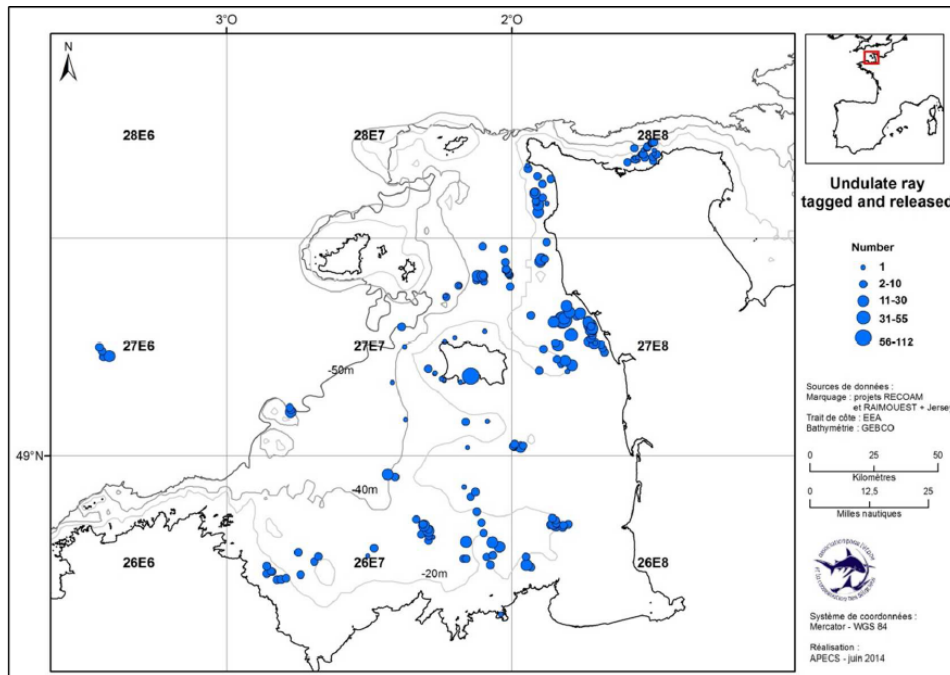 3°O
2°O
N
28E6
28E7
28E8
27E6
27E7
27E8
-50m
49°N
-40m
26E6
26E7
-20m
26E8
Undulate ray
tagged and released
Number
1
2-10
11-30
31-55
56-112
Sources de données :
Marquage : projets RECOAM
et RAIMOUEST + Jersey
Trait de côte : EEA
Bathymétrie : GEBCO
0 25 50
Kilomètres
0 12,5 25
Milles nautiques
Système de coordonnées :
Mercator - WGS 84
Réalisation :
APECS - juin 2014